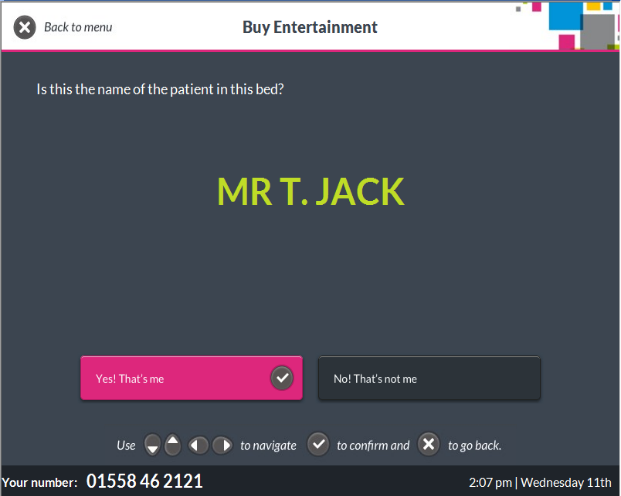 Back to menu
Buy Entertainment
Is this the name of the patient in this bed?
MR T. JACK
Yes! That's me
No! That's not me
Use to navigate to confirm and to go back.
Your number: 01558 46 2121
2:07 pm | Wednesday 11th